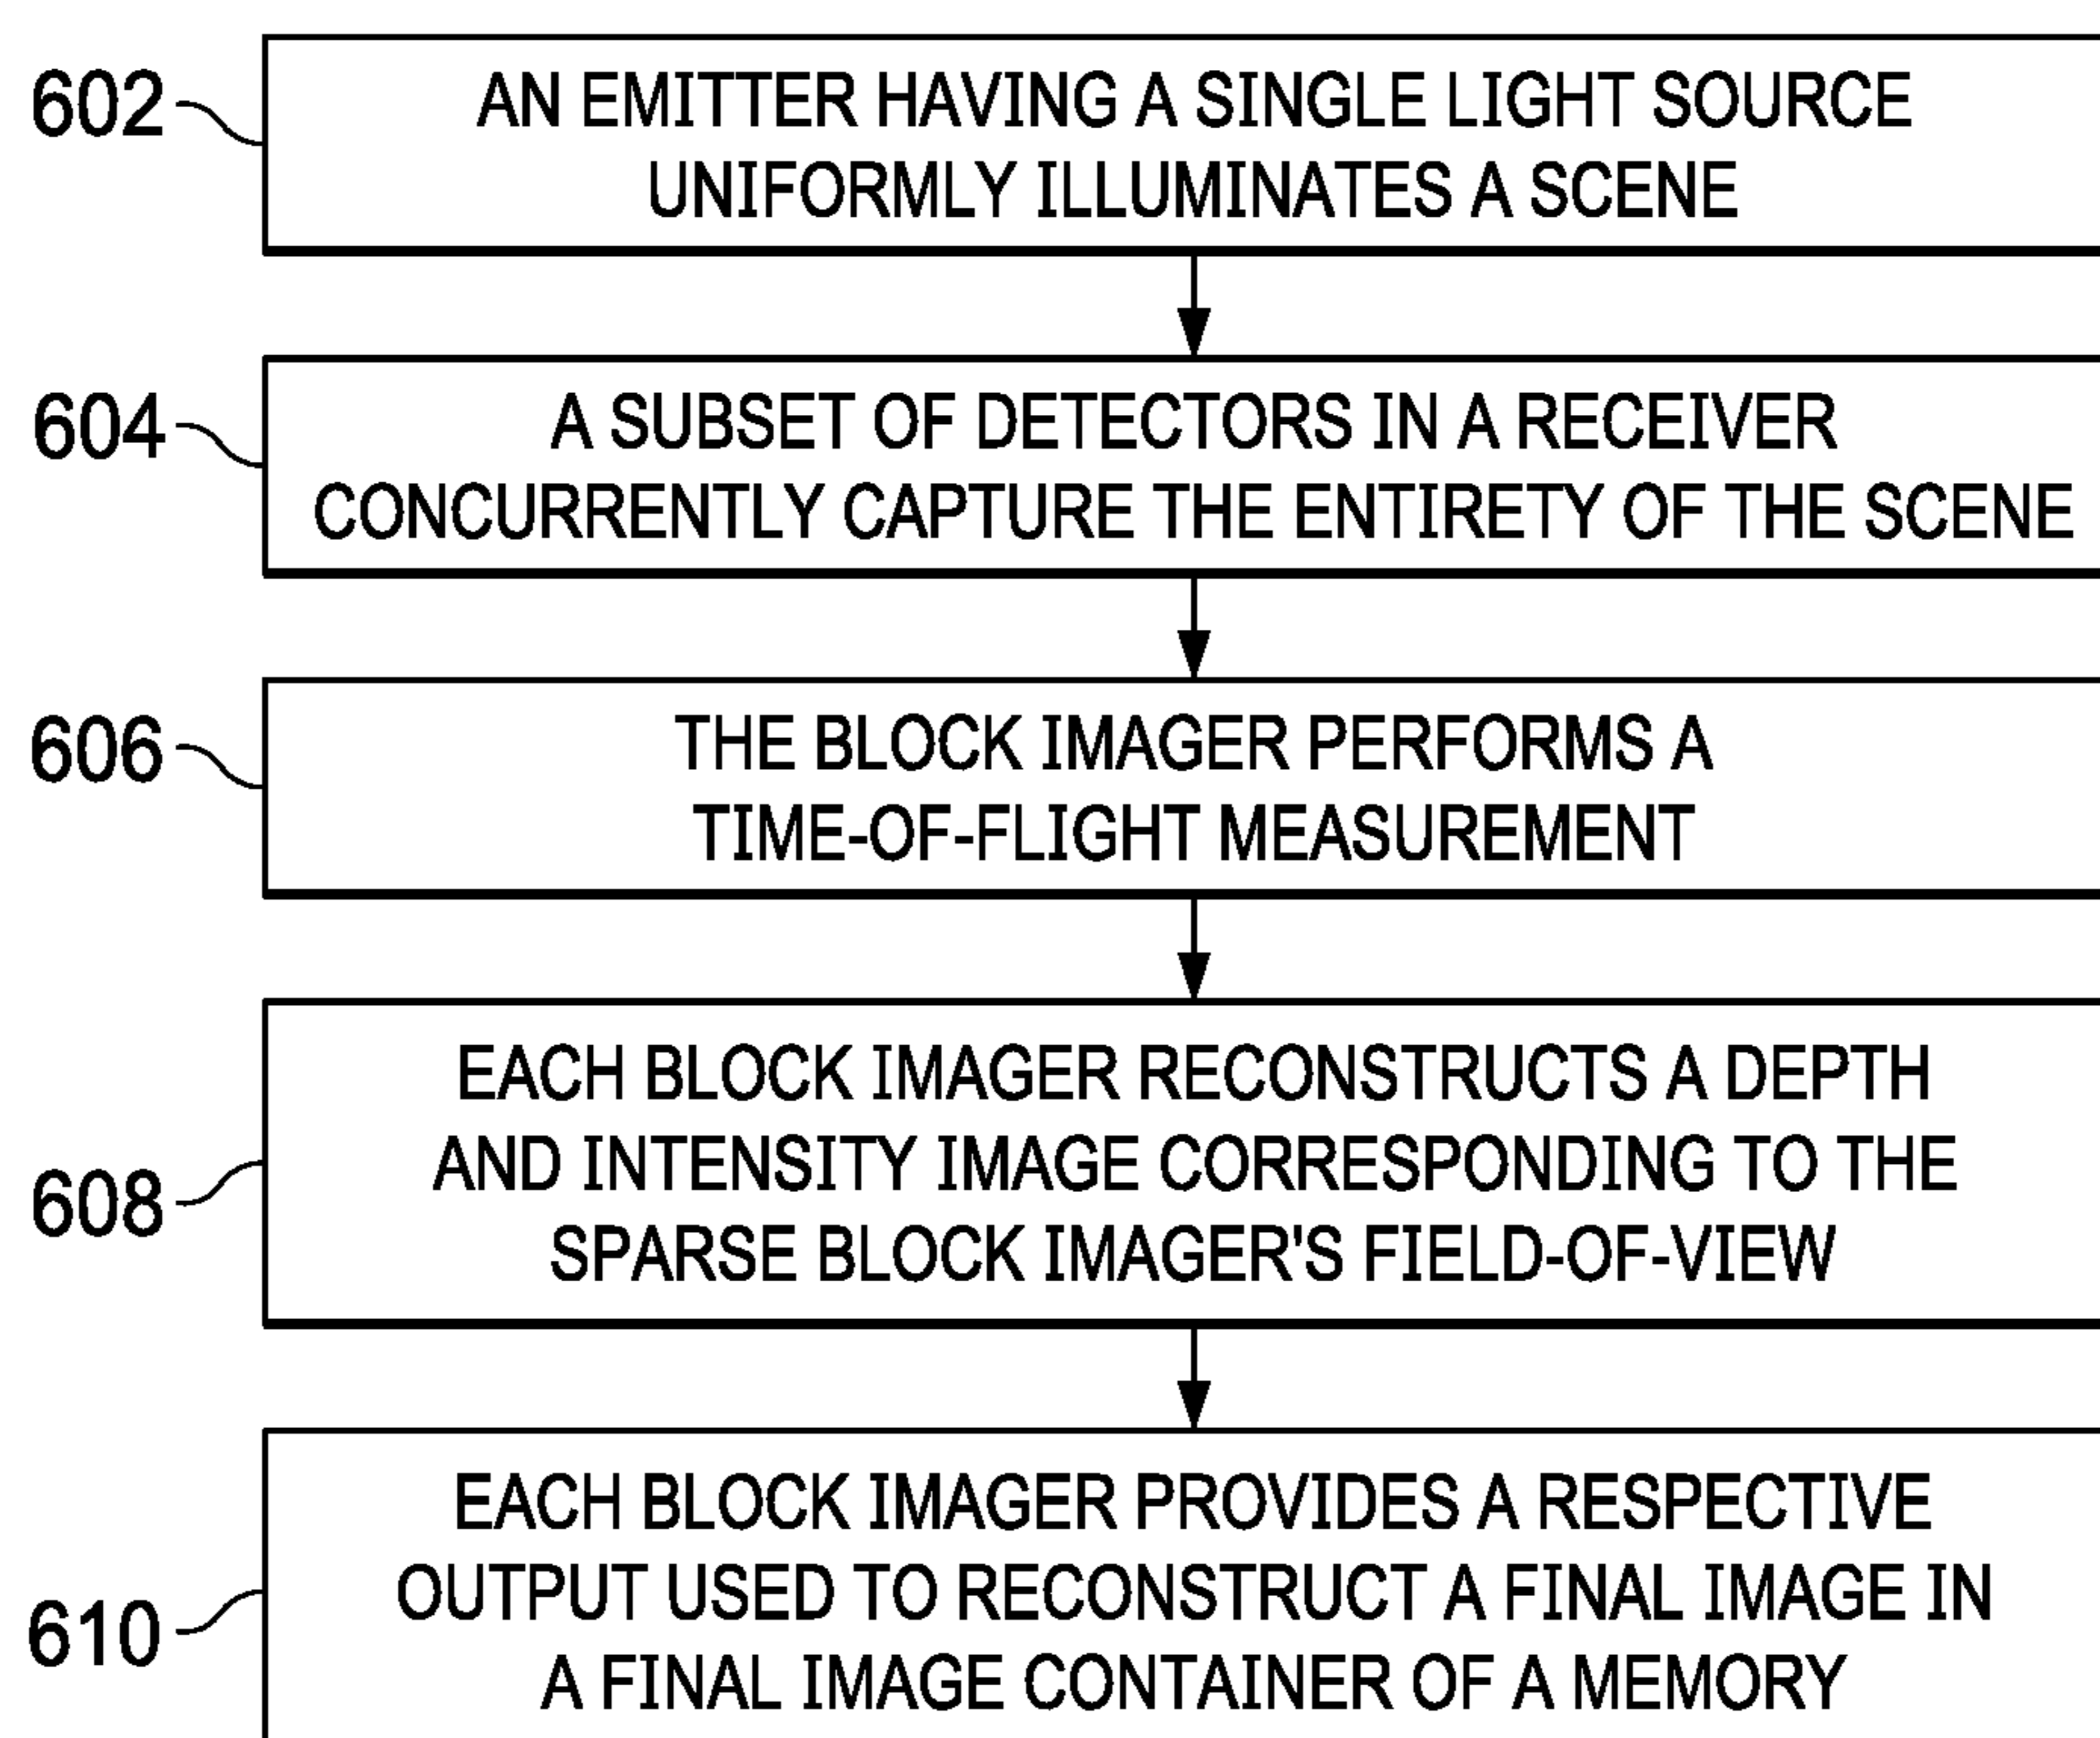 602
AN EMITTER HAVING A SINGLE LIGHT SOURCE
UNIFORMLY ILLUMINATES A SCENE
604
A SUBSET OF DETECTORS IN A RECEIVER
CONCURRENTLY CAPTURE THE ENTIRETY OF THE SCENE
606
THE BLOCK IMAGER PERFORMS A
TIME-OF-FLIGHT MEASUREMENT
608
EACH BLOCK IMAGER RECONSTRUCTS A DEPTH
AND INTENSITY IMAGE CORRESPONDING TO THE
SPARSE BLOCK IMAGER'S FIELD-OF-VIEW
610
EACH BLOCK IMAGER PROVIDES A RESPECTIVE
OUTPUT USED TO RECONSTRUCT A FINAL IMAGE IN
A FINAL IMAGE CONTAINER OF A MEMORY